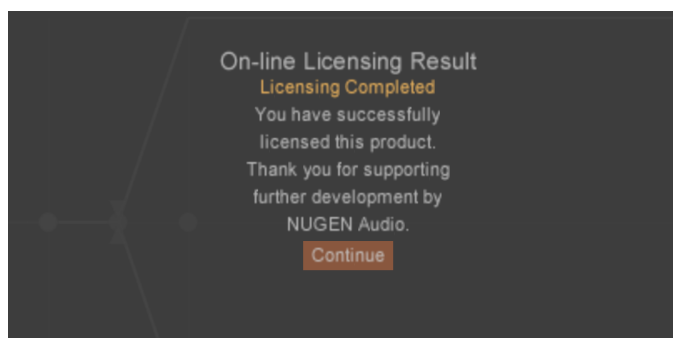 On-line Licensing Result
Licensing Completed
You have successfully
licensed this product.
Thank you for supporting
further development by
NUGEN Audio.
Continue